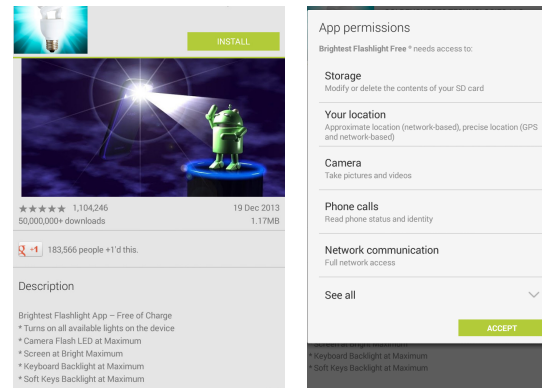 INSTALL
1,104,246
19 Dec 2013
50,000,000+ downloads
1.17MB
+1
183,566 people +1'd this.
Description
Brightest Flashlight App – Free of Charge
* Turns on all available lights on the device
* Camera Flash LED at Maximum
* Screen at Bright Maximum
* Keyboard Backlight at Maximum
* Soft Keys Backlight at Maximum
App permissions
Brightest Flashlight Free ® needs access to:
Storage
Modify or delete the contents of your SD card
Your location
Approximate location (network-based), precise location (GPS
and network-based)
Camera
Take pictures and videos
Phone calls
Read phone status and identity
Network communication
Full network access
See all
ACCEPT
* Screen at Bright Maximum
* Keyboard Backlight at Maximum
* Soft Keys Backlight at Maximum